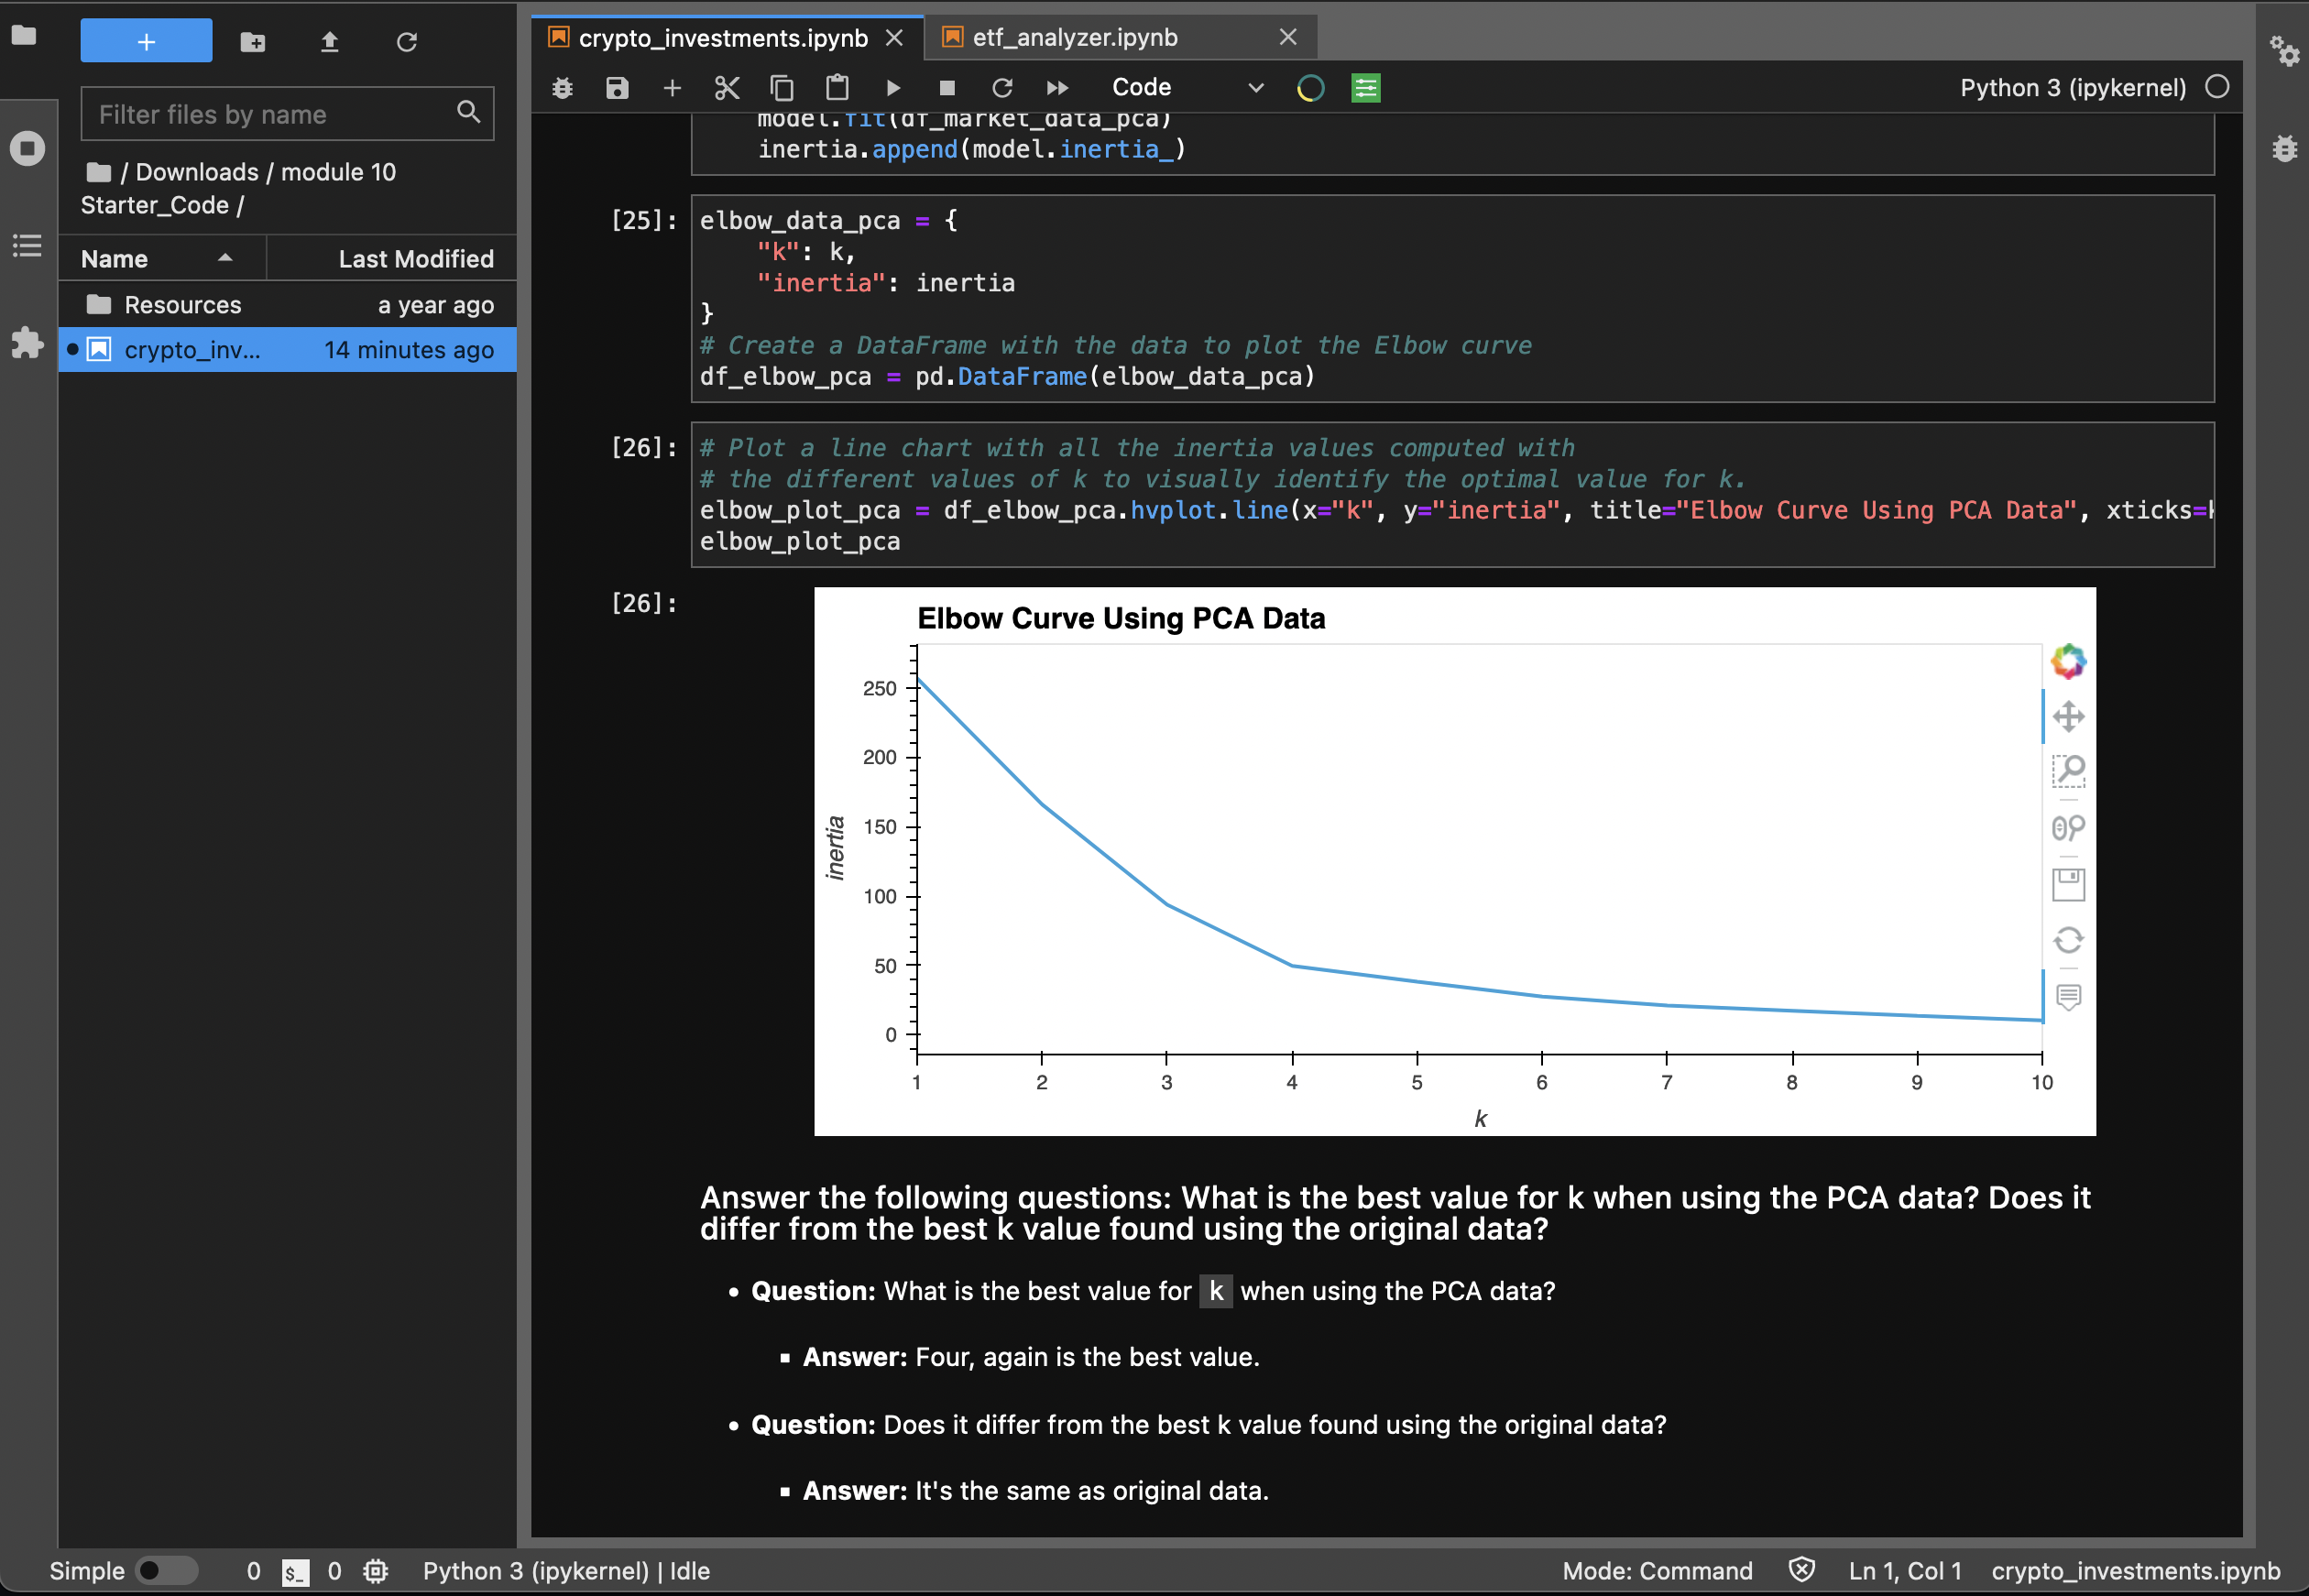 crypto_investments.ipynb
etf_analyzer.ipynb
Filter files by name
Code
Python 3 (ipykernel)
/ Downloads / module 10
Starter_Code /
Name
Last Modified
Resources
a year ago
crypto_inv...
14 minutes ago
model.fit(df_market_data_pca)
inertia.append(model.inertia_)
[25]:
elbow_data_pca = {
"k": k,
"inertia": inertia
}
# Create a DataFrame with the data to plot the Elbow curve
df_elbow_pca = pd.DataFrame(elbow_data_pca)
[26]:
# Plot a line chart with all the inertia values computed with
# the different values of k to visually identify the optimal value for k.
elbow_plot_pca = df_elbow_pca.hvplot.line(x="k", y="inertia", title="Elbow Curve Using PCA Data", xticks=
elbow_plot_pca
[26]:
Elbow Curve Using PCA Data
inertia
250
200
150
100
50
0
1 2 3 4 5 6 7 8 9 10
k
Answer the following questions: What is the best value for k when using the PCA data? Does it
differ from the best k value found using the original data?
• Question: What is the best value for k when using the PCA data?
▪ Answer: Four, again is the best value.
• Question: Does it differ from the best k value found using the original data?
▪ Answer: It's the same as original data.
Simple
0
$_
0
Python 3 (ipykernel) | Idle
Mode: Command
Ln 1, Col 1
crypto_investments.ipynb